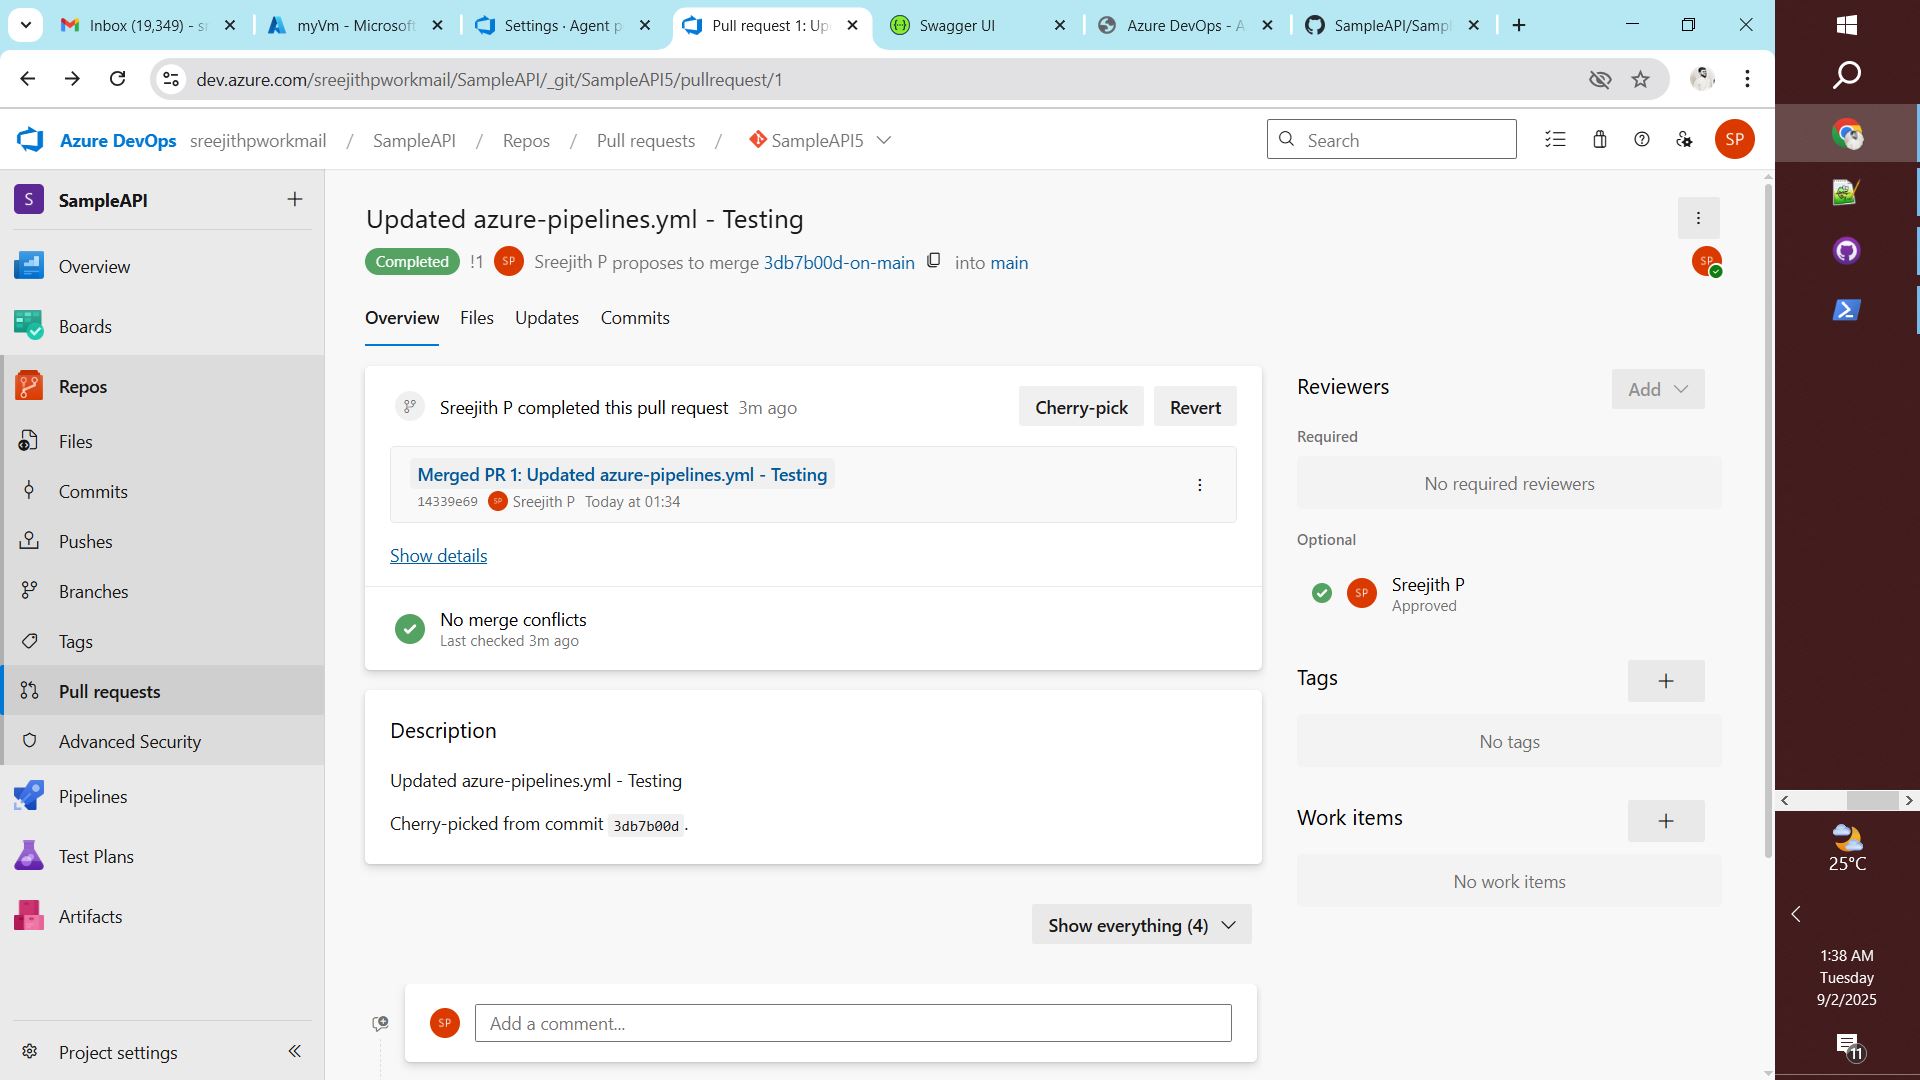 Inbox (19,349) - sr
myVm - Microsoft
Settings · Agent p
Pull request 1: Up
Swagger UI
Azure DevOps - A
SampleAPI/Sampl
dev.azure.com/sreejithpworkmail/SampleAPI/_git/SampleAPI5/pullrequest/1
Azure DevOps sreejithpworkmail / SampleAPI / Repos / Pull requests / SampleAPI5
Search
SP
S SampleAPI
Overview
Boards
Repos
Files
Commits
Pushes
Branches
Tags
Pull requests
Advanced Security
Pipelines
Test Plans
Artifacts
Project settings
Updated azure-pipelines.yml - Testing
Completed !1 SP Sreejith P proposes to merge 3db7b00d-on-main into main
SP
Overview Files Updates Commits
Sreejith P completed this pull request 3m ago
Cherry-pick
Revert
Merged PR 1: Updated azure-pipelines.yml - Testing
14339e69 SP Sreejith P Today at 01:34
Show details
No merge conflicts
Last checked 3m ago
Description
Updated azure-pipelines.yml - Testing
Cherry-picked from commit 3db7b00d.
Show everything (4)
SP
Add a comment...
Reviewers
Add
Required
No required reviewers
Optional
SP
Sreejith P
Approved
Tags
No tags
Work items
No work items
25°C
1:38 AM
Tuesday
9/2/2025
11